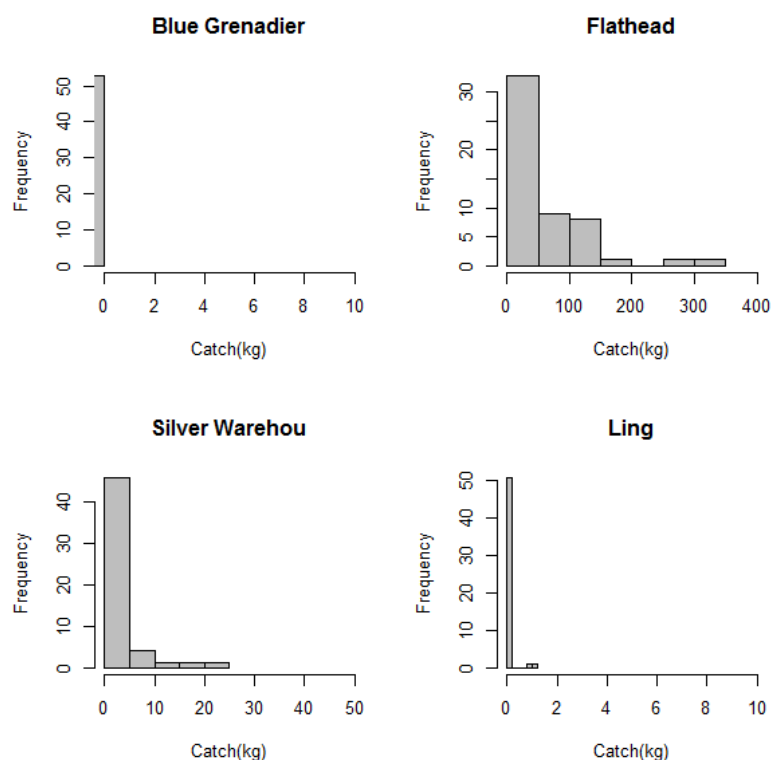 Blue Grenadier
Frequency
0 10 20 30 40 50
0 2 4 6 8 10
Catch(kg)
Flathead
Frequency
0 5 10 30
0 100 200 300 400
Catch(kg)
Silver Warehou
Frequency
0 10 20 30 40
0 10 20 30 40 50
Catch(kg)
Ling
Frequency
0 10 20 30 40 50
0 2 4 6 8 10
Catch(kg)